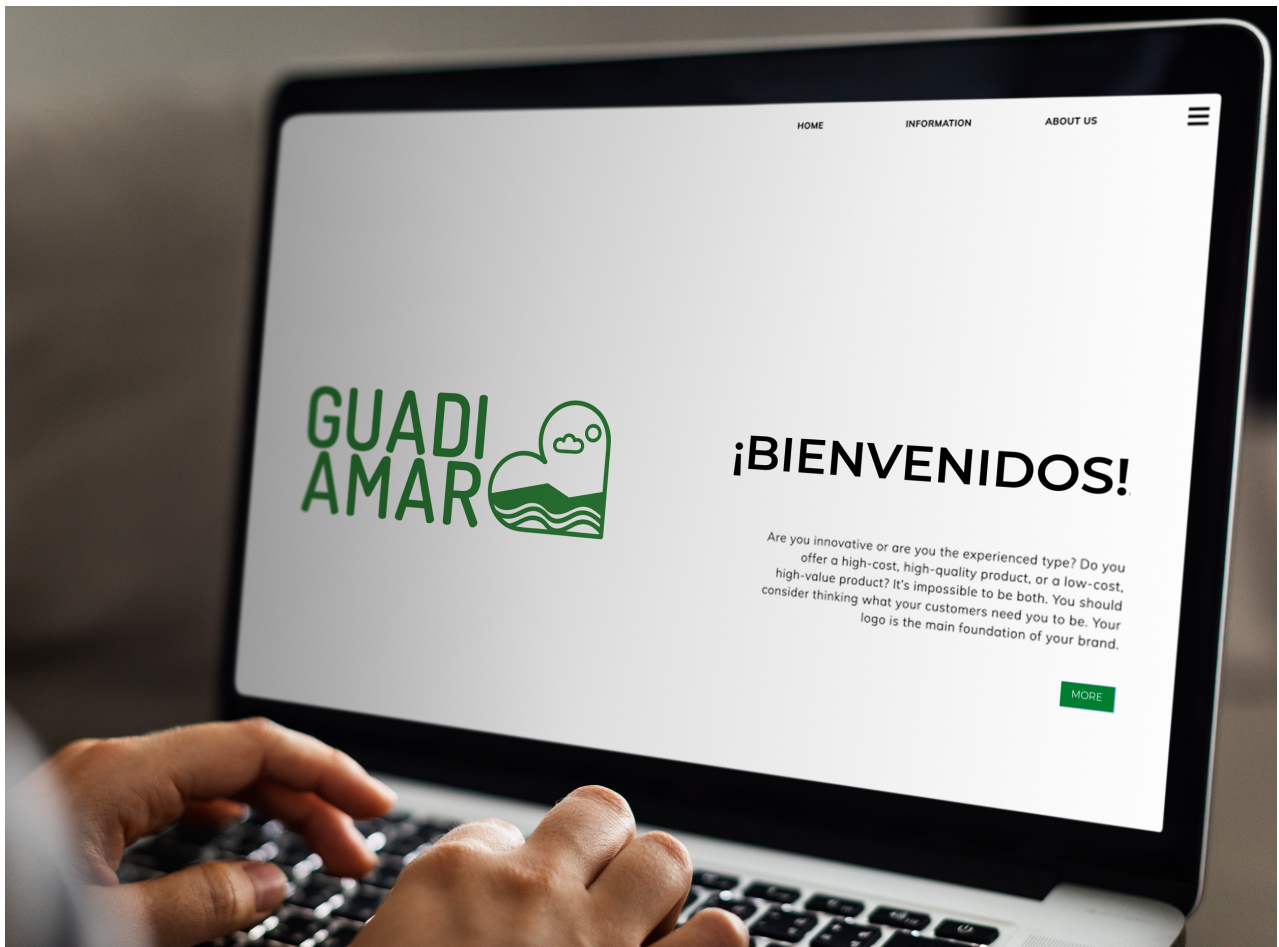 HOME
INFORMATION
ABOUT US
GUADI
AMAR
¡BIENVENIDOS!
Are you innovative or are you the experienced type? Do you
offer a high-cost, high-quality product, or a low-cost,
high-value product? It's impossible to be both. You should
consider thinking what your customers need you to be. Your
logo is the main foundation of your brand.
MORE